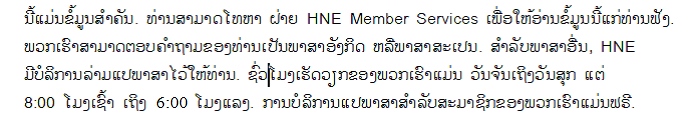 ນີ້ແມ່ນຂໍ້ມູນສຳຄັນ. ທ່ານສາມາດໂທຫາ ຝ່າຍ HNE Member Services ເພື່ອໃຫ້ອ່ານຂໍ້ມູນນີ້ແກ່ທ່ານຟັງ.
ພວກເຮົາສາມາດຕອບຄຳຖາມຂອງທ່ານເປັນພາສາອັງກິດ ຫລືພາສາສະເປນ. ສຳລັບພາສາອື່ນ, HNE
ມີບໍລິການລ່າມແປພາສາໄວ້ໃຫ້ທ່ານ. ຊົ່ວໂມງເຮັດວຽກຂອງພວກເຮົາແມ່ນ ວັນຈັນເຖິງວັນສຸກ ແຕ່
8:00 ໂມງເຊົ້າ ເຖິງ 6:00 ໂມງແລງ. ການບໍລິການແປພາສາສຳລັບສະມາຊິກຂອງພວກເຮົາແມ່ນຟຣີ.